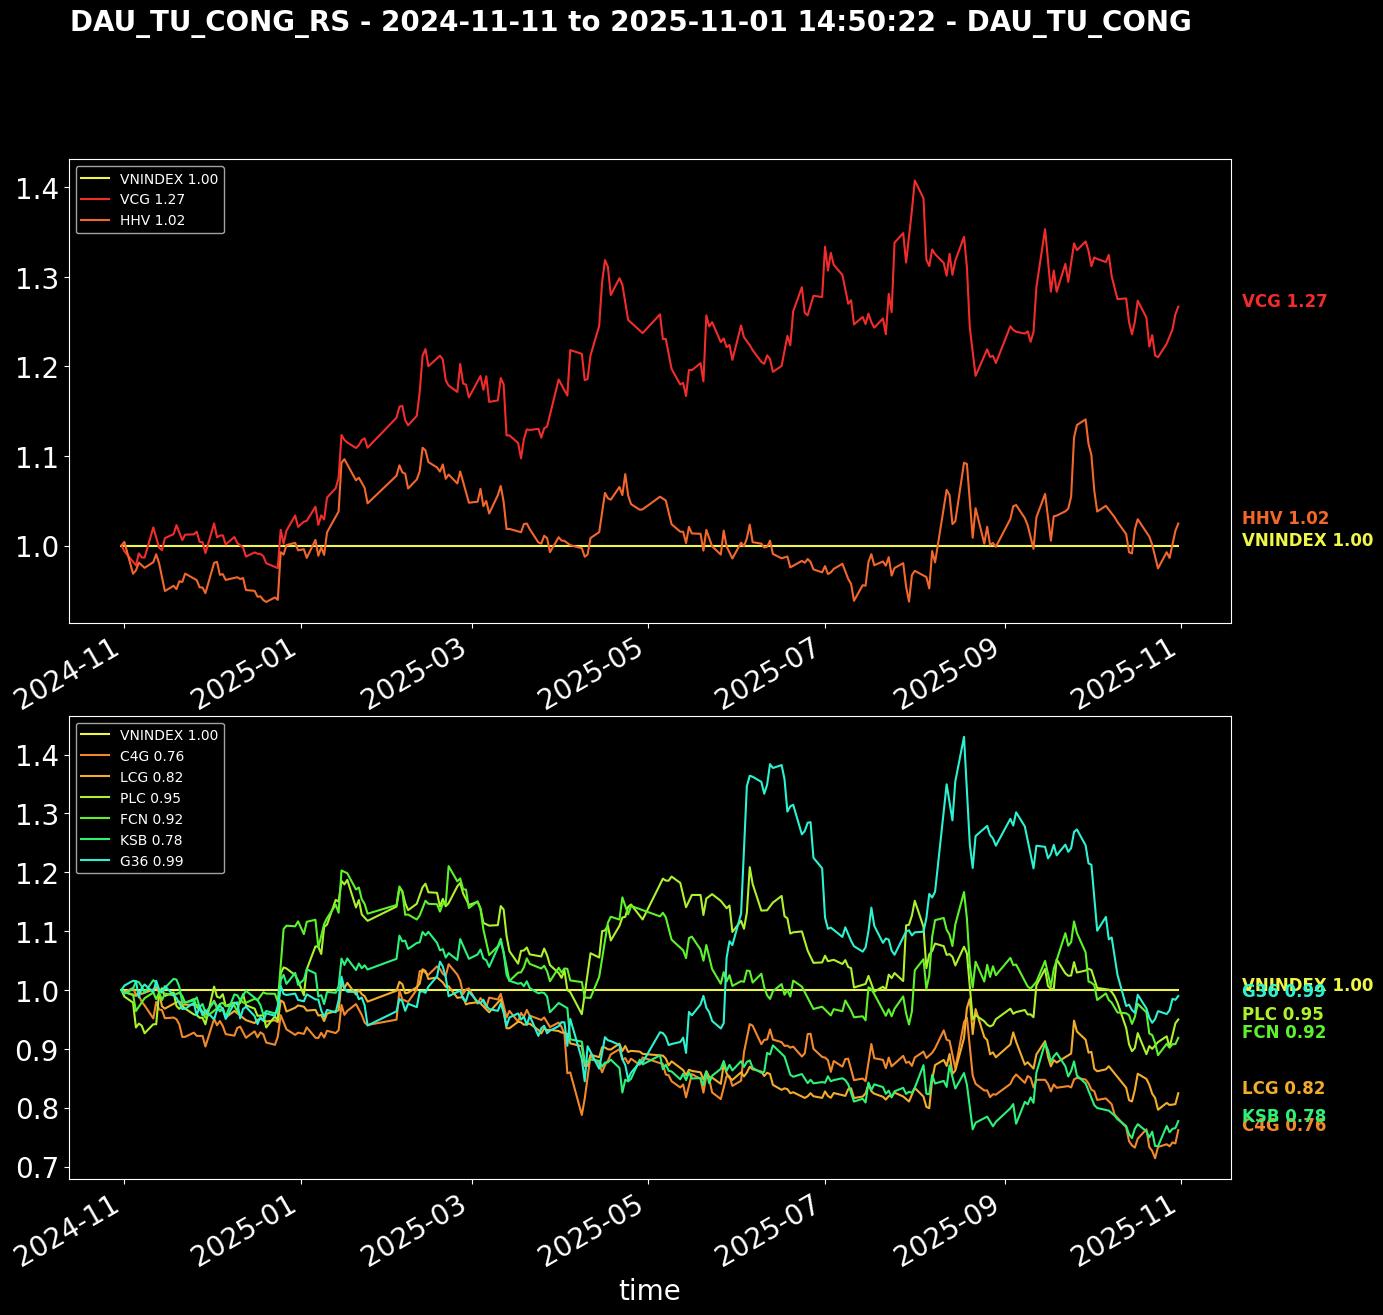 DAU_TU_CONG_RS - 2024-11-11 to 2025-11-01 14:50:22 - DAU_TU_CONG
VNINDEX 1.00
VCG 1.27
HHV 1.02
1.4
1.3
1.2
1.1
1.0
VCG 1.27
HHV 1.02
VNINDEX 1.00
2024-11
2025-01
2025-03
2025-05
2025-07
2025-09
2025-11
VNINDEX 1.00
C4G 0.76
LCG 0.82
PLC 0.95
FCN 0.92
KSB 0.78
G36 0.99
1.4
1.3
1.2
1.1
1.0
0.9
0.8
0.7
VNINDEX 1.00
G36 0.99
PLC 0.95
FCN 0.92
LCG 0.82
KSB 0.78
C4G 0.76
2024-11
2025-01
2025-03
2025-05
2025-07
2025-09
2025-11
time